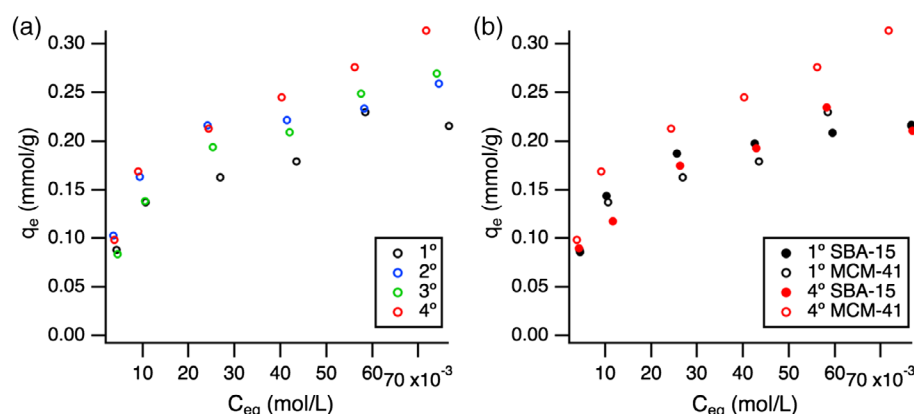 (a)
0.30
0.25
0.20
0.15
0.10
0.05
0.00
qe (mmol/g)
1º
2º
3º
4º
10 20 30 40 50 60 70 x10-3
Ceq (mol/L)
(b)
0.30
0.25
0.20
0.15
0.10
0.05
0.00
qe (mmol/g)
1º SBA-15
1º MCM-41
4º SBA-15
4º MCM-41
10 20 30 40 50 60 70 x10-3
Ceq (mol/L)